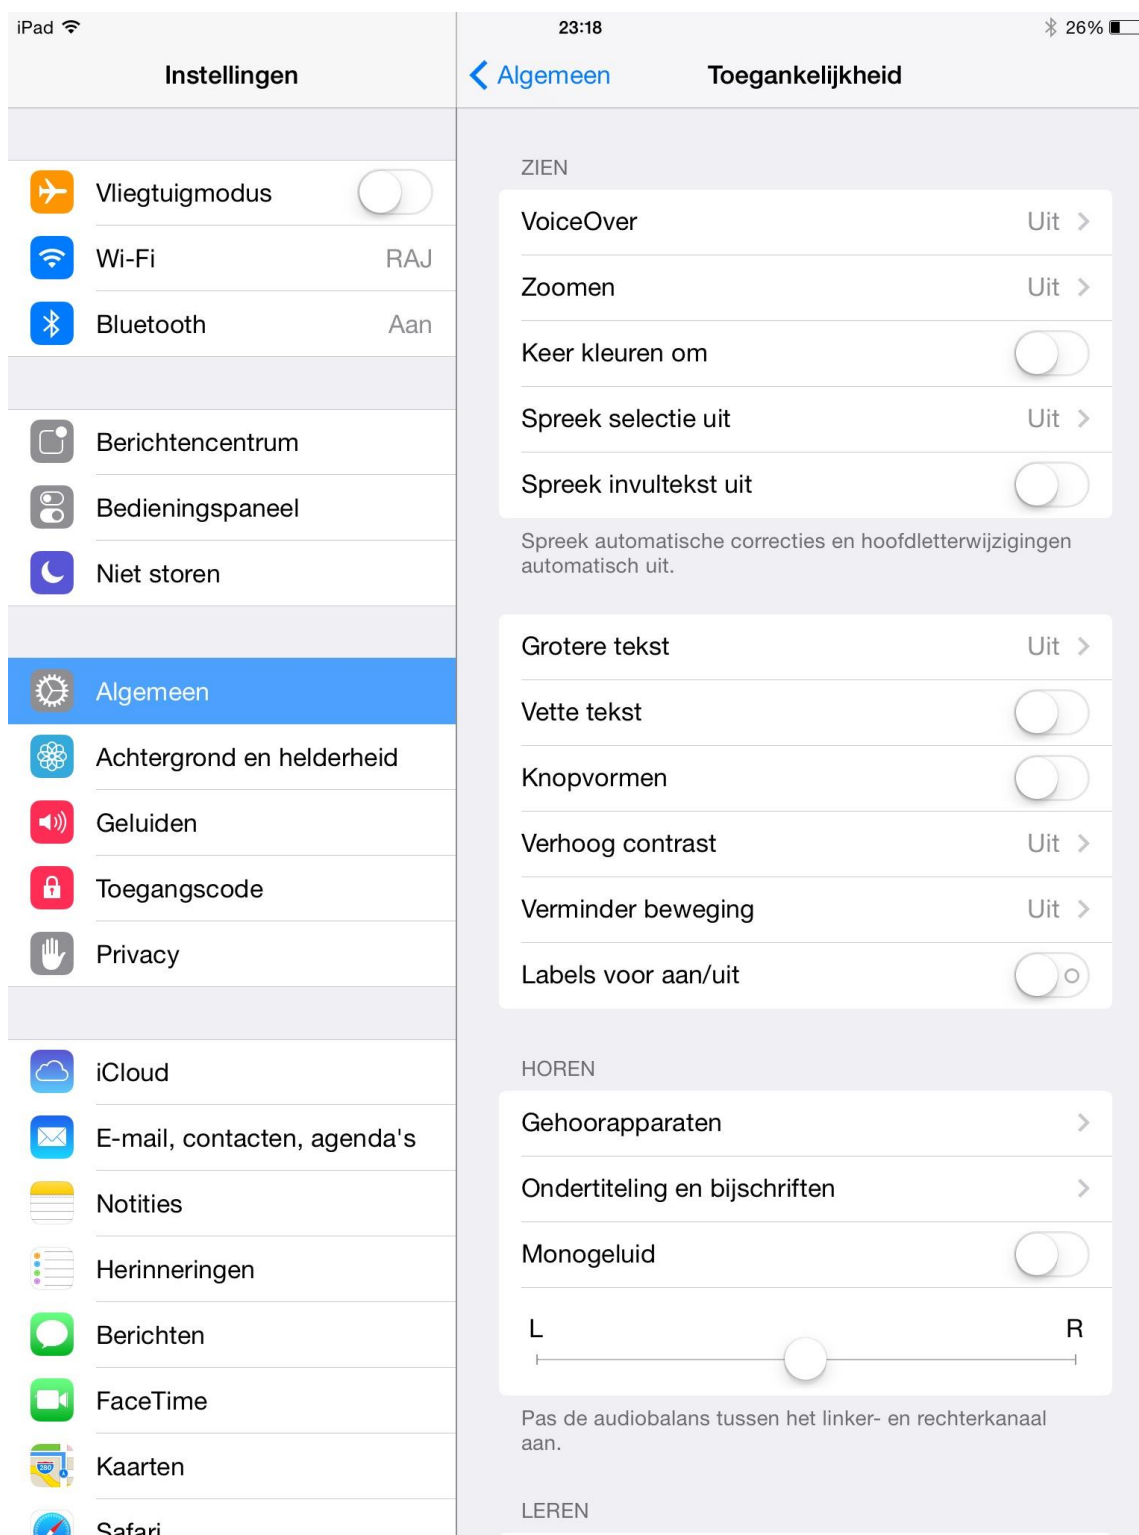 iPad 23:18 26%
Instellingen
Algemeen Toegankelijkheid
Vliegtuigmodus
Wi-Fi RAJ
Bluetooth Aan
Berichtencentrum
Bedieningspaneel
Niet storen
Algemeen
Achtergrond en helderheid
Geluiden
Toegangscode
Privacy
iCloud
E-mail, contacten, agenda's
Notities
Herinneringen
Berichten
FaceTime
280
Kaarten
Safari
ZIEN
VoiceOver Uit
Zoomen Uit
Keer kleuren om
Spreek selectie uit Uit
Spreek invultekst uit
Spreek automatische correcties en hoofdletterwijzigingen
automatisch uit.
Grotere tekst Uit
Vette tekst
Knopvormen
Verhoog contrast Uit
Verminder beweging Uit
Labels voor aan/uit
HOREN
Gehoorapparaten
Ondertiteling en bijschriften
Monogeluid
L R
Pas de audiobalans tussen het linker- en rechterkanaal
aan.
LEREN